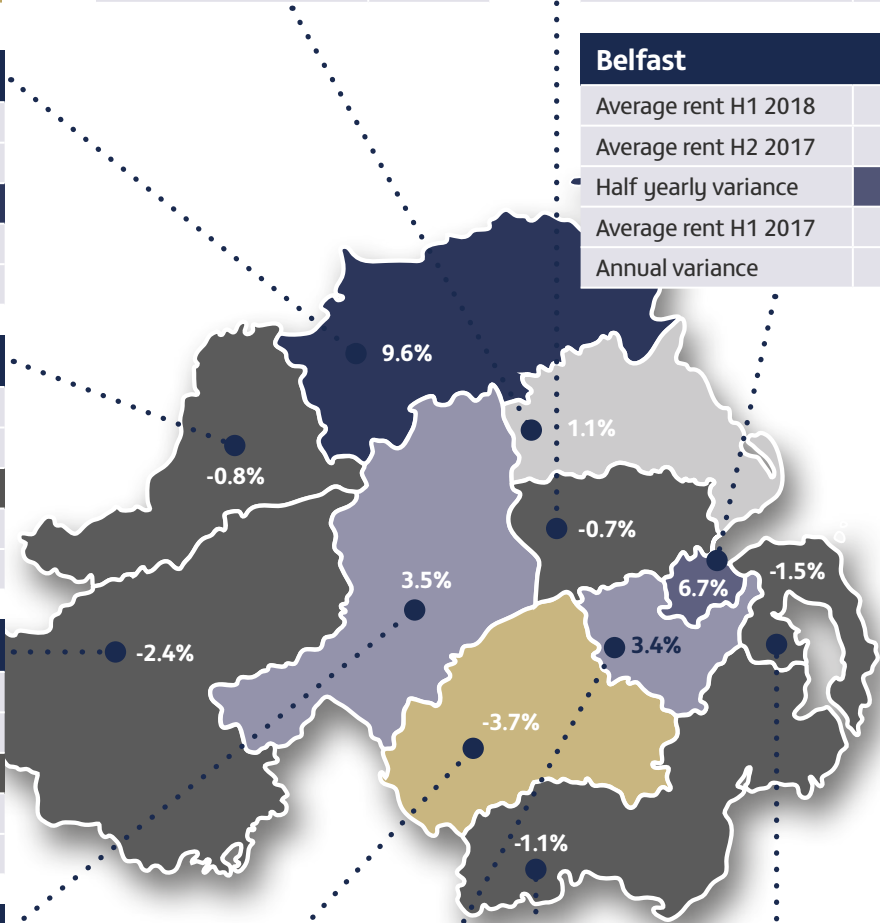 Belfast
Average rent H1 2018
Average rent H2 2017
Half yearly variance
Average rent H1 2017
Annual variance
9.6%
1.1%
-0.8%
-0.7%
-1.5%
3.5%
6.7%
3.4%
-2.4%
-3.7%
-1.1%